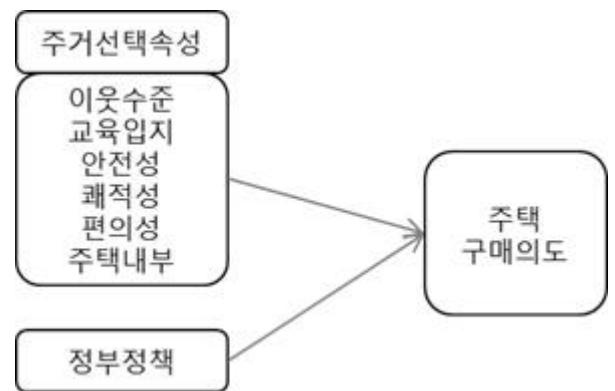 주거선택속성
이웃수준
교육입지
안전성
쾌적성
편의성
주택내부
정부정책
주택
구매의도